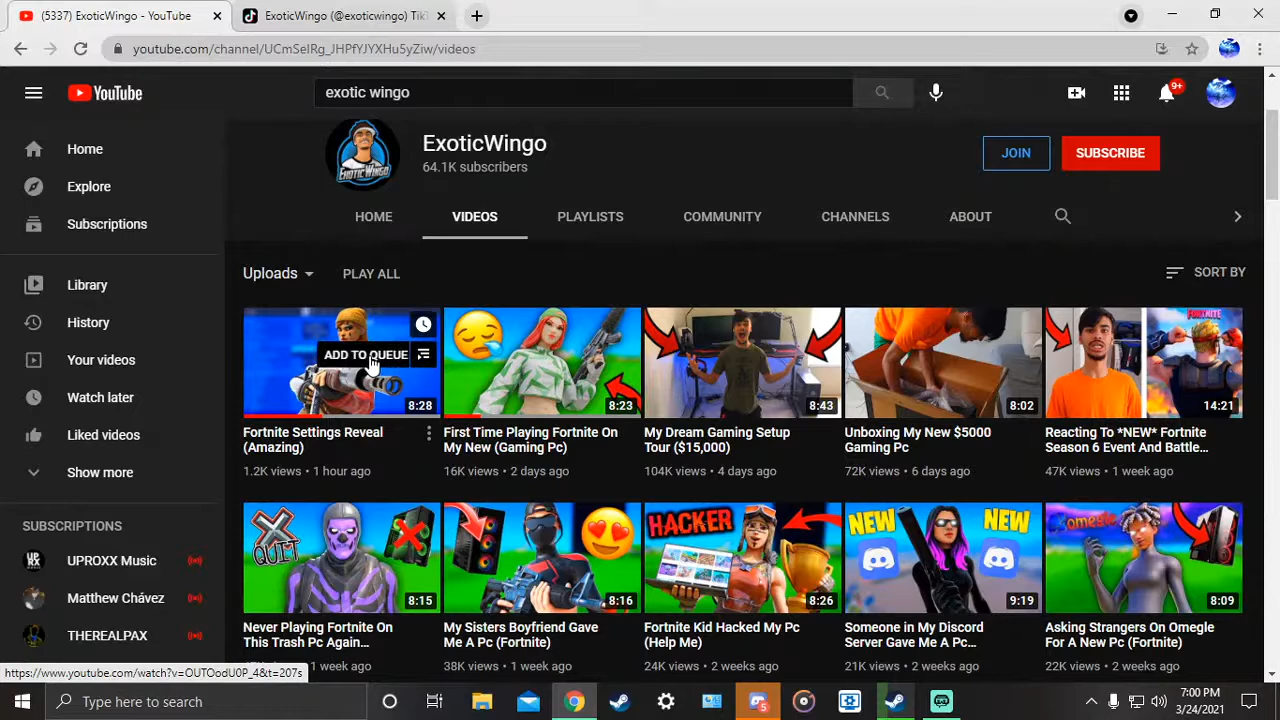 (5337) ExoticWingo - YouTube
ExoticWingo (@exoticwingo) Tik
youtube.com/channel/UCmSeIRg_JHPfYJYXHu5yZiw/videos
YouTube
exotic wingo
9+
Home
Explore
Subscriptions
Library
History
Your videos
Watch later
Liked videos
Show more
SUBSCRIPTIONS
UPROXX Music
Matthew Chávez
THEREALPAX
EXOTICWINGO
ExoticWingo
64.1K subscribers
JOIN
SUBSCRIBE
HOME
VIDEOS
PLAYLISTS
COMMUNITY
CHANNELS
ABOUT
Uploads
PLAY ALL
SORT BY
ADD TO QUEUE
8:28
Fortnite Settings Reveal
(Amazing)
1.2K views • 1 hour ago
8:23
First Time Playing Fortnite On
My New (Gaming Pc)
16K views • 2 days ago
8:43
My Dream Gaming Setup
Tour ($15,000)
104K views • 4 days ago
8:02
Unboxing My New $5000
Gaming Pc
72K views • 6 days ago
FORTNITE
14:21
Reacting To *NEW* Fortnite
Season 6 Event And Battle...
47K views • 1 week ago
QUIT
8:15
Never Playing Fortnite On
This Trash Pc Again...
1 week ago
8:16
My Sisters Boyfriend Gave
Me A Pc (Fortnite)
38K views • 1 week ago
HACKER
8:26
Fortnite Kid Hacked My Pc
(Help Me)
24K views • 2 weeks ago
NEW
NEW
9:19
Someone in My Discord
Server Gave Me A Pc...
21K views • 2 weeks ago
omegle
8:09
Asking Strangers On Omegle
For A New Pc (Fortnite)
22K views • 2 weeks ago
https://www.youtube.com/watch?v=OUTOodU0P_4&t=207s
Type here to search
5
7:00 PM
3/24/2021